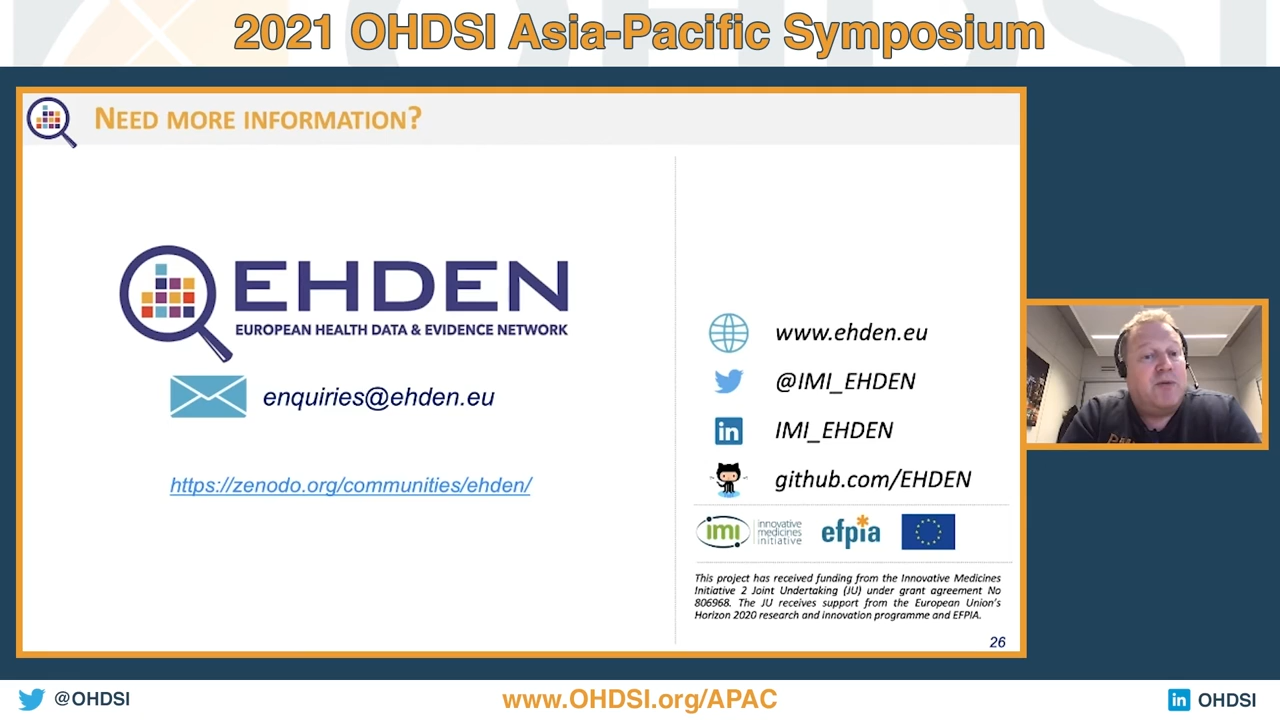 2021 OHDSI Asia-Pacific Symposium
NEED MORE INFORMATION?
EHDEN
EUROPEAN HEALTH DATA & EVIDENCE NETWORK
enquiries@ehden.eu
https://zenodo.org/communities/ehden/
www.ehden.eu
@IMI_EHDEN
in IMI_EHDEN
github.com/EHDEN
imi innovative medicines initiative
efpia
This project has received funding from the Innovative Medicines
Initiative 2 Joint Undertaking (JU) under grant agreement No
806968. The JU receives support from the European Union's
Horizon 2020 research and innovation programme and EFPIA.
26
@OHDSI
www.OHDSI.org/APAC
in OHDSI